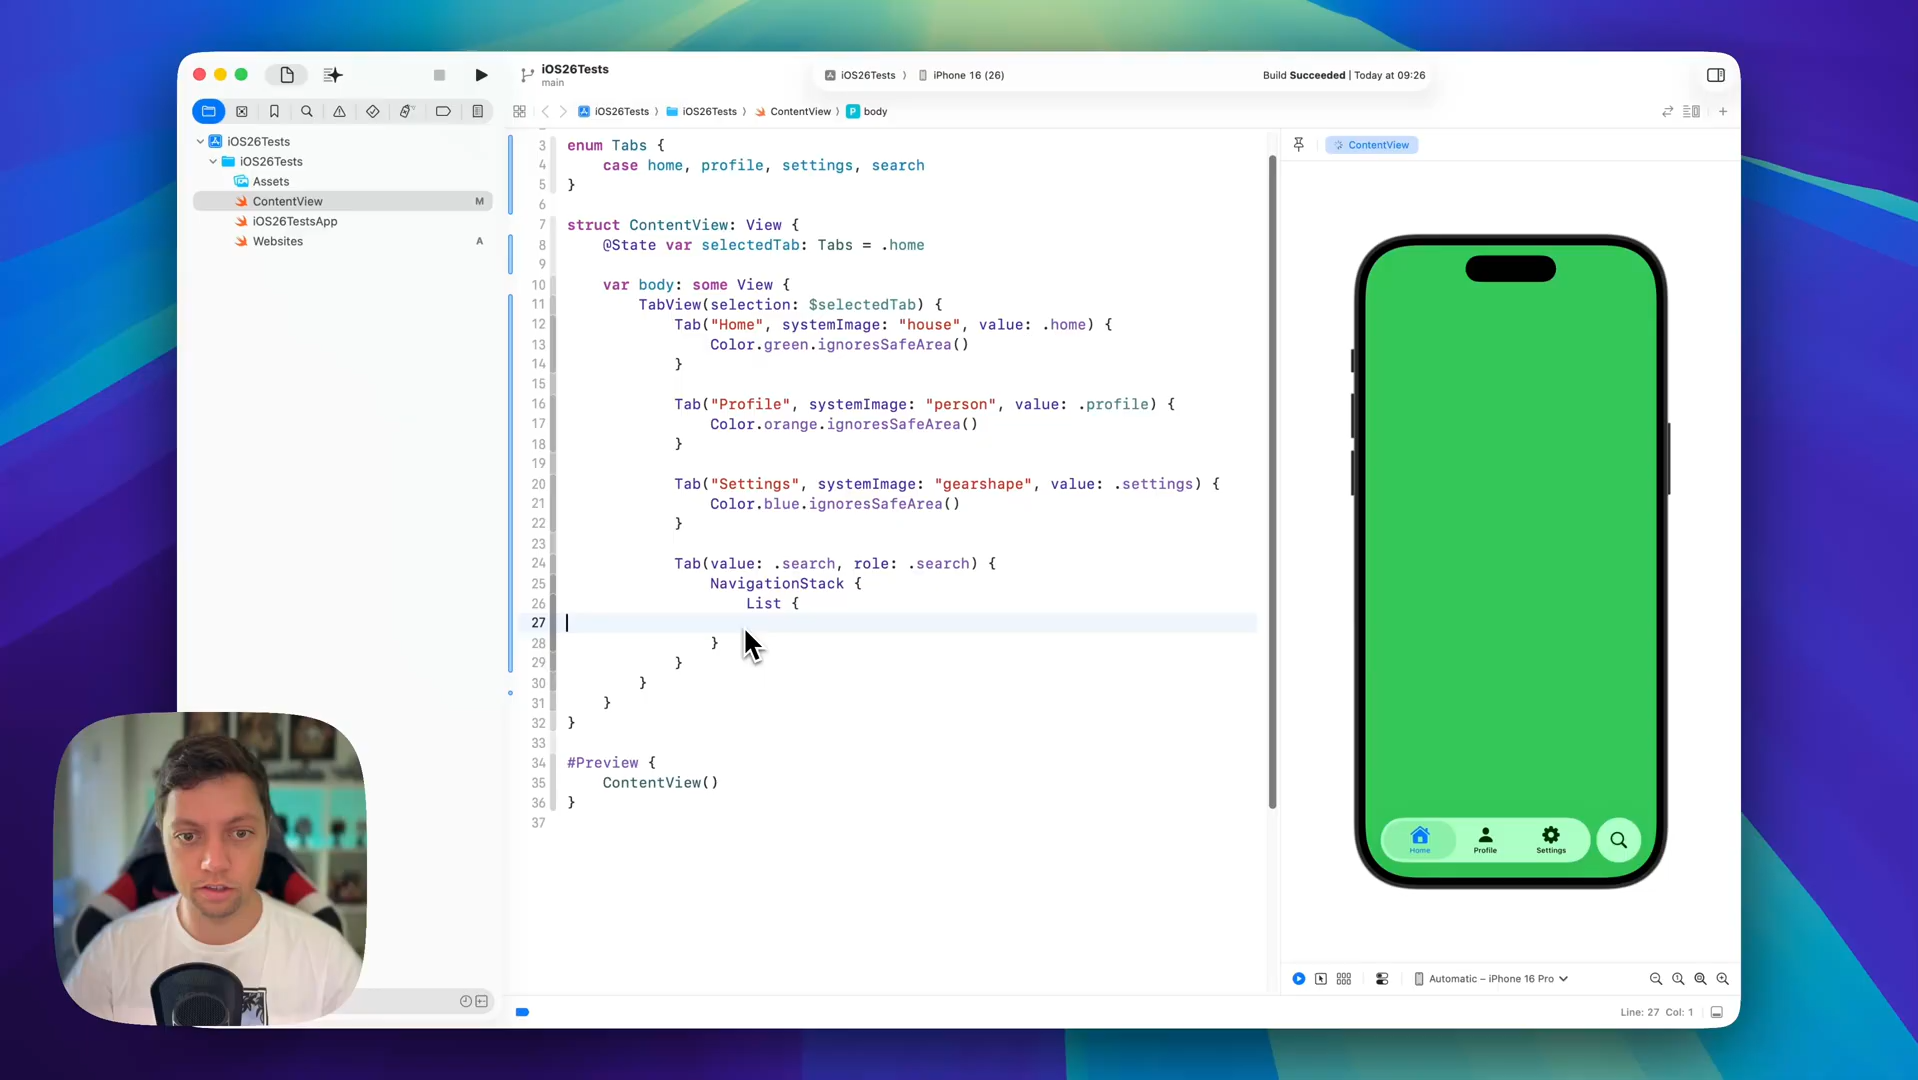 iOS26Tests
main
iOS26Tests 〉 iPhone 16 (26)
Build Succeeded | Today at 09:26
iOS26Tests 〉 iOS26Tests 〉 ContentView 〉 P body
iOS26Tests
iOS26Tests
Assets
ContentView M
iOS26TestsApp
Websites A
3 enum Tabs {
4 case home, profile, settings, search
5 }
6
7 struct ContentView: View {
8 @State var selectedTab: Tabs = .home
9
10 var body: some View {
11 TabView(selection: $selectedTab) {
12 Tab("Home", systemImage: "house", value: .home) {
13 Color.green.ignoresSafeArea()
14 }
15
16 Tab("Profile", systemImage: "person", value: .profile) {
17 Color.orange.ignoresSafeArea()
18 }
19
20 Tab("Settings", systemImage: "gearshape", value: .settings) {
21 Color.blue.ignoresSafeArea()
22 }
23
24 Tab(value: .search, role: .search) {
25 NavigationStack {
26 List {
27
28 }
29 }
30 }
31 }
32 }
33
34 #Preview {
35 ContentView()
36 }
37
ContentView
Home
Profile
Settings
Automatic – iPhone 16 Pro
Line: 27 Col: 1